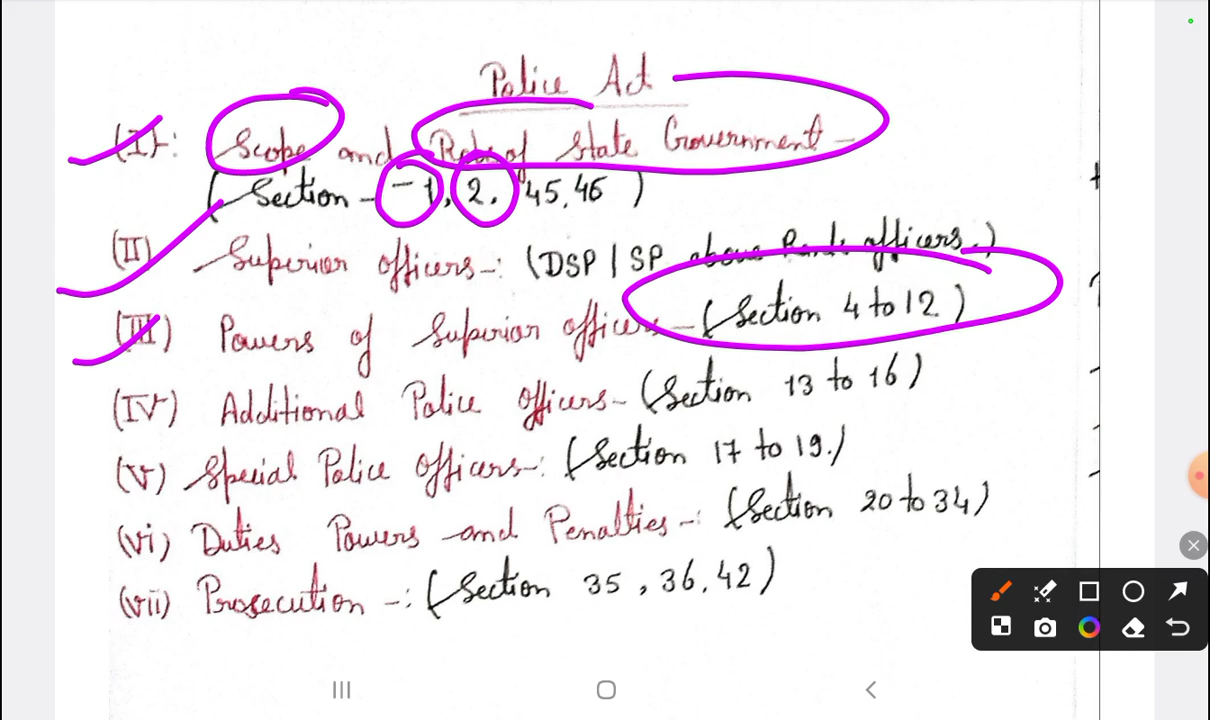 Police Act
(I): Scope and Role of State Government -
(Section - 1, 2, 45, 46)
(II) Superior officers-: (DSP / SP above Rank officers.)
(III) Powers of Superior officers - (Section 4 to 12)
(IV) Additional Police officers- (Section 13 to 16)
(V) Special Police Officers-: (Section 17 to 19.)
(vi) Duties Powers and Penalties-: (Section 20 to 34)
(vii) Prosecution -: (Section 35, 36, 42)